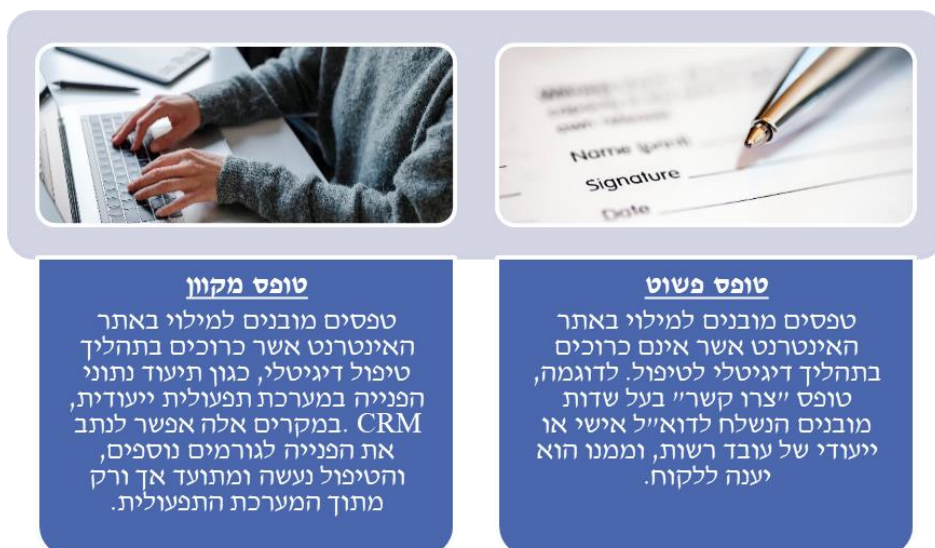 Name (print)
Signature
Date
טופס פשוט
טפסים מובנים למילוי באתר
האינטרנט אשר אינם כרוכים
בתהליך דיגיטלי לטיפול. לדוגמה,
טופס ״צרו קשר״ בעל שדות
מובנים הנשלח לדוא״ל אישי או
ייעודי של עובד רשות, וממנו הוא
יענה ללקוח.
טופס מקוון
טפסים מובנים למילוי באתר
האינטרנט אשר כרוכים בתהליך
טיפול דיגיטלי, כגון תיעוד נתוני
הפנייה במערכת תפעולית ייעודית,
CRM .במקרים אלה אפשר לנתב
את הפנייה לגורמים נוספים,
והטיפול נעשה ומתועד אך ורק
מתוך המערכת התפעולית.